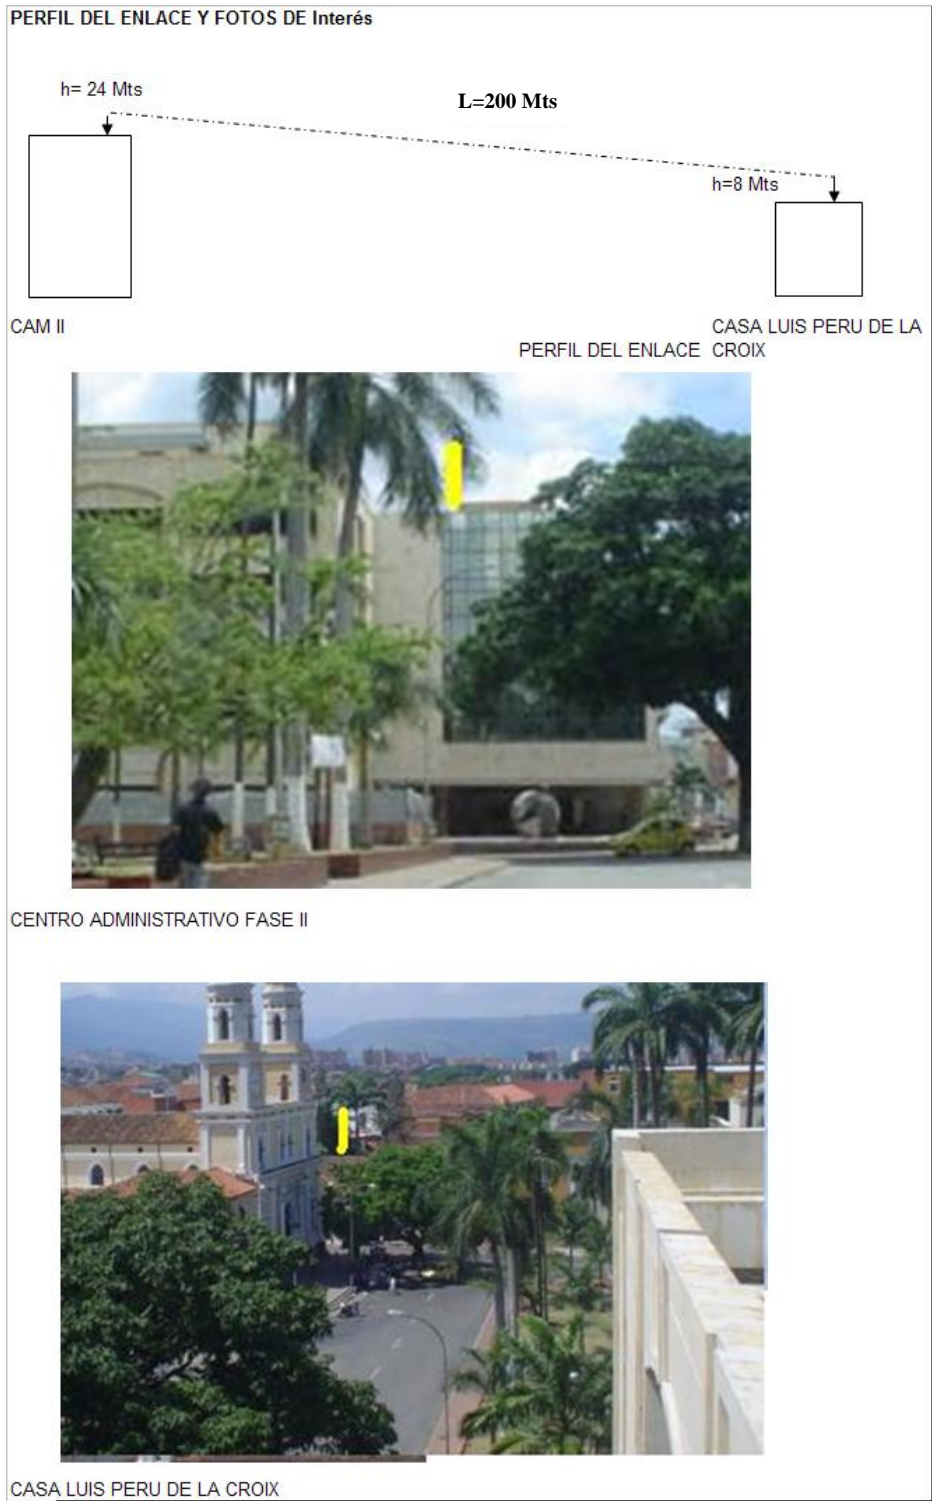 PERFIL DEL ENLACE Y FOTOS DE Interés
h= 24 Mts
L=200 Mts
h=8 Mts
CAM II
CASA LUIS PERU DE LA
PERFIL DEL ENLACE CROIX
CENTRO ADMINISTRATIVO FASE II
CASA LUIS PERU DE LA CROIX